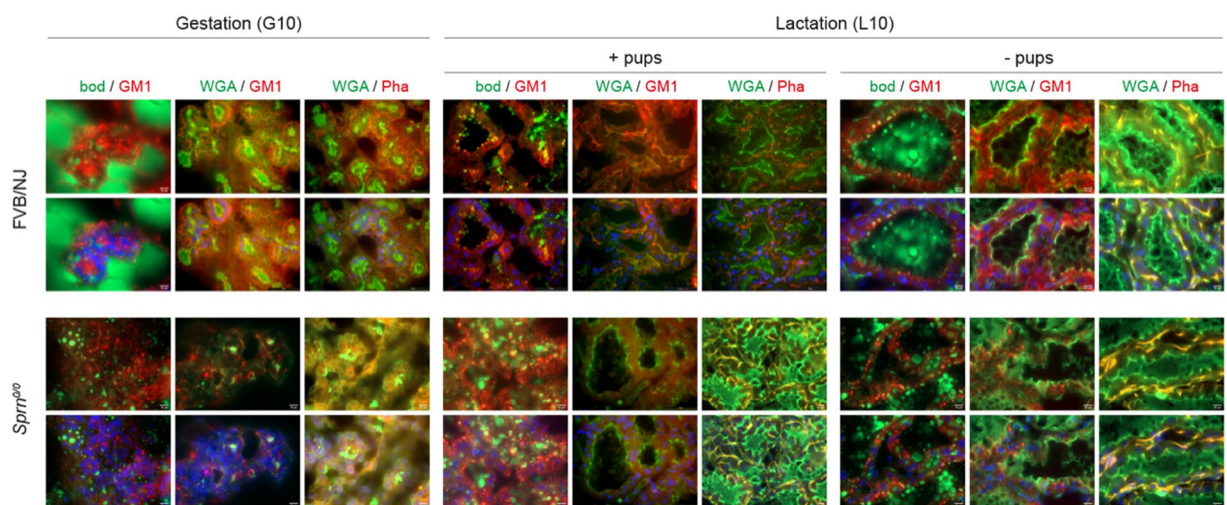 Gestation (G10) Lactation (L10)
+ pups - pups
bod / GM1 WGA / GM1 WGA / Pha bod / GM1 WGA / GM1 WGA / Pha bod / GM1 WGA / GM1 WGA / Pha
FVB/NJ
Sprn⁰ᐟ⁰